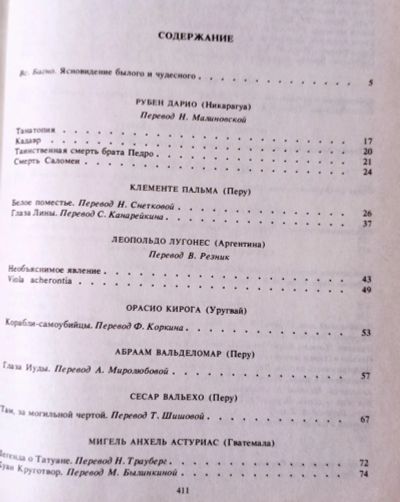 СОДЕРЖАНИЕ
Вс. Багно. Ясновидение былого и чудесного . . . 5
РУБЕН ДАРИО (Никарагуа)
Перевод Н. Малиновской
Танатопия . . . 17
Кадавр . . . 20
Таинственная смерть брата Педро . . . 21
Смерть Саломеи . . . 24
КЛЕМЕНТЕ ПАЛЬМА (Перу)
Белое поместье. Перевод Н. Снетковой . . . 26
Глаза Лины. Перевод С. Канарейкина . . . 37
ЛЕОПОЛЬДО ЛУГОНЕС (Аргентина)
Перевод В. Резник
Необъяснимое явление . . . 43
Viola acherontia . . . 49
ОРАСИО КИРОГА (Уругвай)
Корабли-самоубийцы. Перевод Ф. Коркина . . . 53
АБРААМ ВАЛЬДЕЛОМАР (Перу)
Глаза Иуды. Перевод А. Миролюбовой . . . 57
СЕСАР ВАЛЬЕХО (Перу)
Там, за могильной чертой. Перевод Т. Шишовой . . . 67
МИГЕЛЬ АНХЕЛЬ АСТУРИАС (Гватемала)
Легенда о Татуане. Перевод Н. Трауберг . . . 72
Хуан Круготвор. Перевод М. Былинкиной . . . 74
411